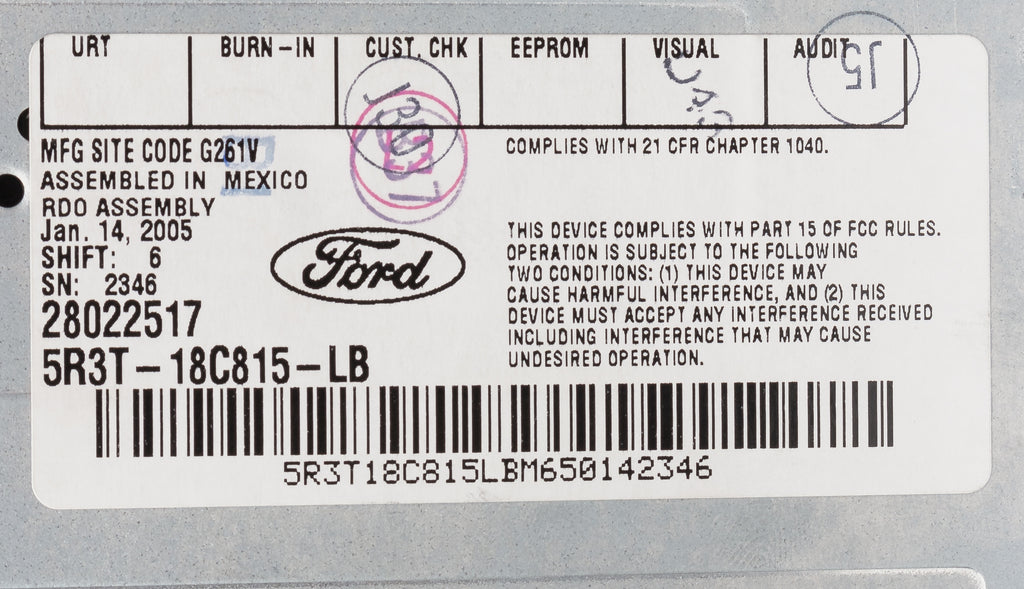 URT BURN-IN CUST. CHK EEPROM VISUAL AUDIT
J5
MFG SITE CODE G261V
ASSEMBLED IN MEXICO
RDO ASSEMBLY
Jan. 14, 2005
SHIFT: 6
SN: 2346
28022517
5R3T-18C815-LB
Ford
COMPLIES WITH 21 CFR CHAPTER 1040.
THIS DEVICE COMPLIES WITH PART 15 OF FCC RULES.
OPERATION IS SUBJECT TO THE FOLLOWING
TWO CONDITIONS: (1) THIS DEVICE MAY
CAUSE HARMFUL INTERFERENCE, AND (2) THIS
DEVICE MUST ACCEPT ANY INTERFERENCE RECEIVED
INCLUDING INTERFERENCE THAT MAY CAUSE
UNDESIRED OPERATION.
5R3T18C815LBM650142346